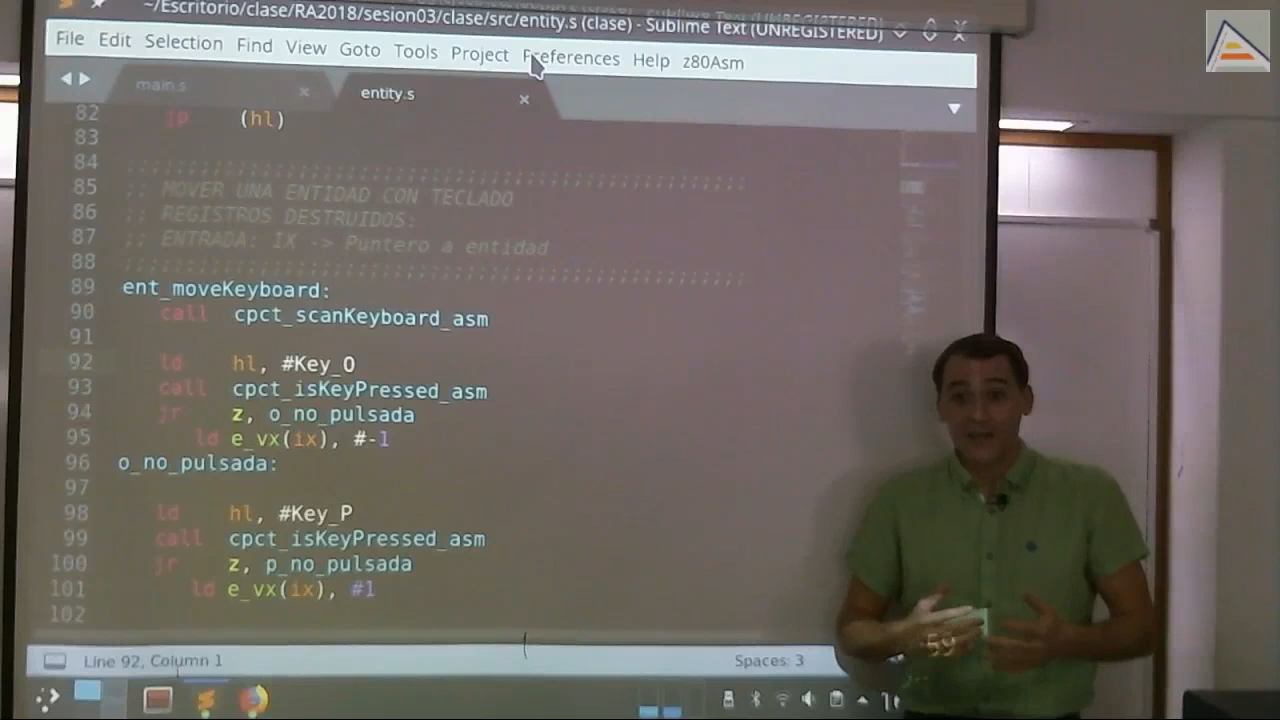 ~/Escritorio/clase/RA2018/sesion03/clase/src/entity.s (clase) - Sublime Text (UNREGISTERED)
File Edit Selection Find View Goto Tools Project Preferences Help z80Asm
main.s
entity.s
82 jp (hl)
83
84 ;;;;;;;;;;;;;;;;;;;;;;;;;;;;;;;;;;;;;;;;;;;;;;;;;;;
85 ;; MOVER UNA ENTIDAD CON TECLADO
86 ;; REGISTROS DESTRUIDOS:
87 ;; ENTRADA: IX -> Puntero a entidad
88 ;;;;;;;;;;;;;;;;;;;;;;;;;;;;;;;;;;;;;;;;;;;;;;;;;;;
89 ent_moveKeyboard:
90 call cpct_scanKeyboard_asm
91
92 ld hl, #Key_O
93 call cpct_isKeyPressed_asm
94 jr z, o_no_pulsada
95 ld e_vx(ix), #-1
96 o_no_pulsada:
97
98 ld hl, #Key_P
99 call cpct_isKeyPressed_asm
100 jr z, p_no_pulsada
101 ld e_vx(ix), #1
102
Line 92, Column 1
Spaces: 3
59